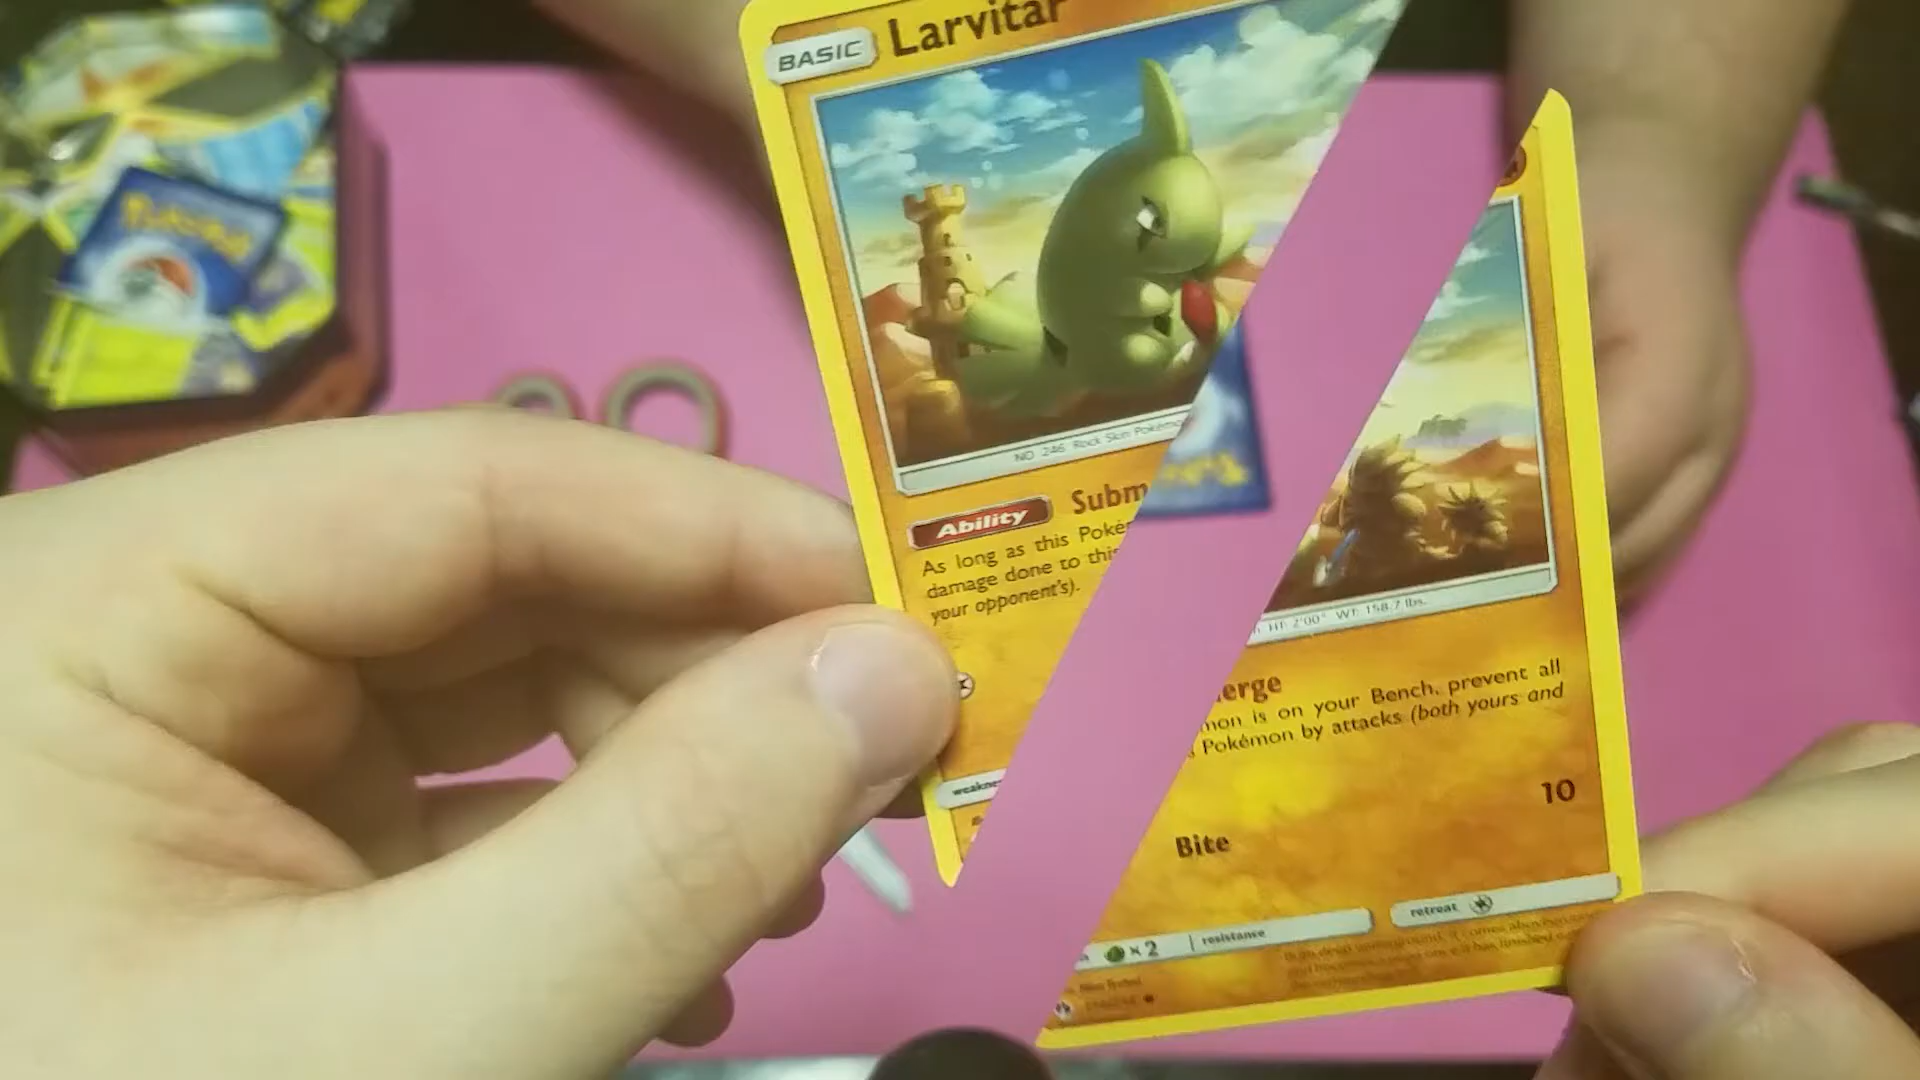 BASIC Larvitar
NO. 246 Rock Skin Pokémo
n HT: 2'00" WT: 158.7 lbs.
Ability Subm
erge
As long as this Poké
mon is on your Bench, prevent all
damage done to this
Pokémon by attacks (both yours and
your opponent's).
Bite 10
weakne
×2 resistance
retreat
Pokémon